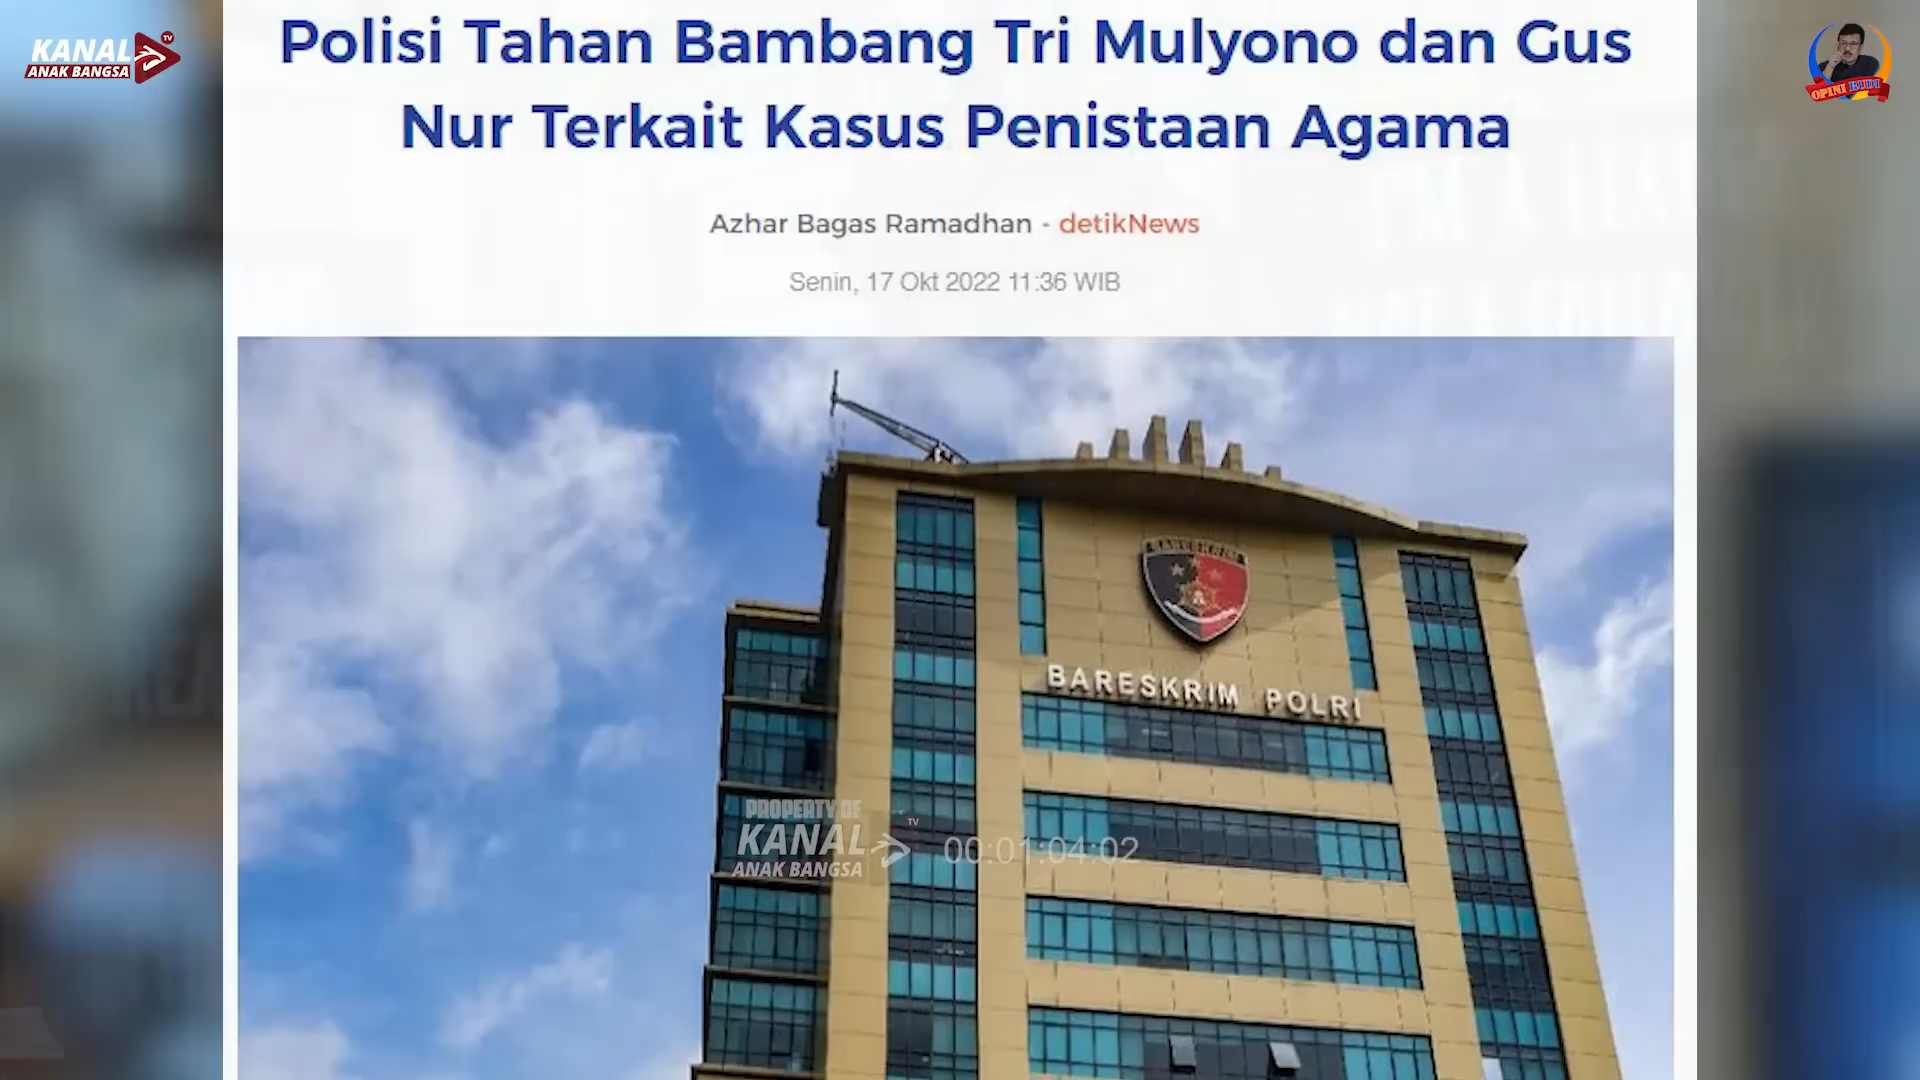 KANAL TV
ANAK BANGSA
OPINI RUDI
Polisi Tahan Bambang Tri Mulyono dan Gus
Nur Terkait Kasus Penistaan Agama
Azhar Bagas Ramadhan - detikNews
Senin, 17 Okt 2022 11:36 WIB
BARESKRIM
BARESKRIM POLRI
PROPERTY OF
KANAL TV
ANAK BANGSA
00:01:04:02